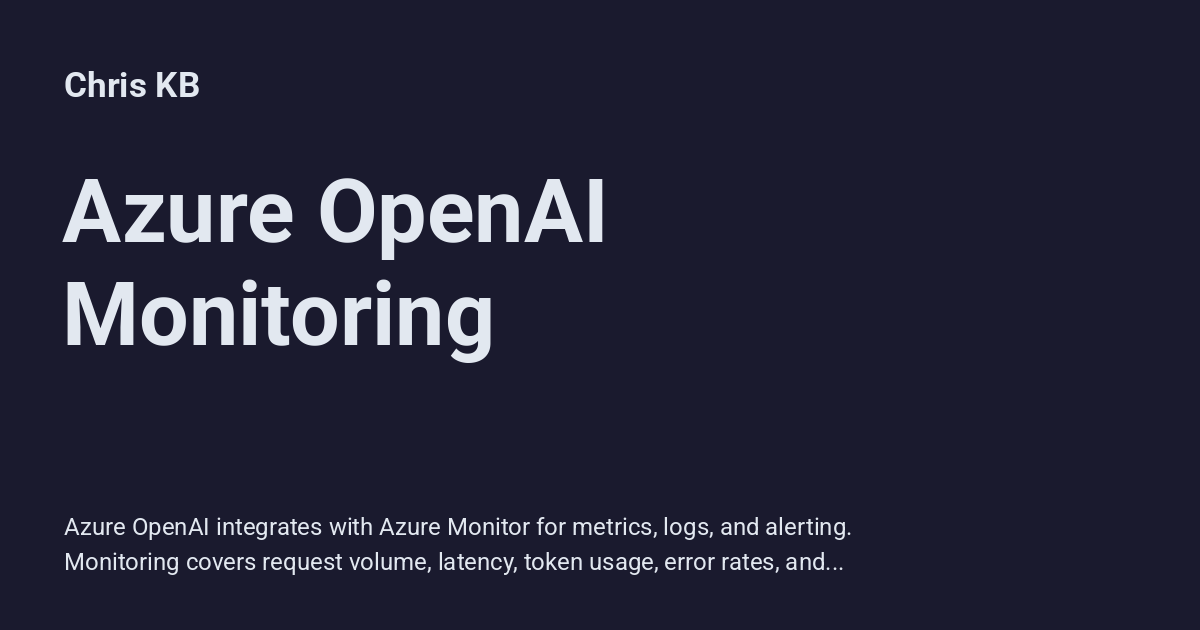 Chris KB
Azure OpenAI
Monitoring
Azure OpenAI integrates with Azure Monitor for metrics, logs, and alerting.
Monitoring covers request volume, latency, token usage, error rates, and...